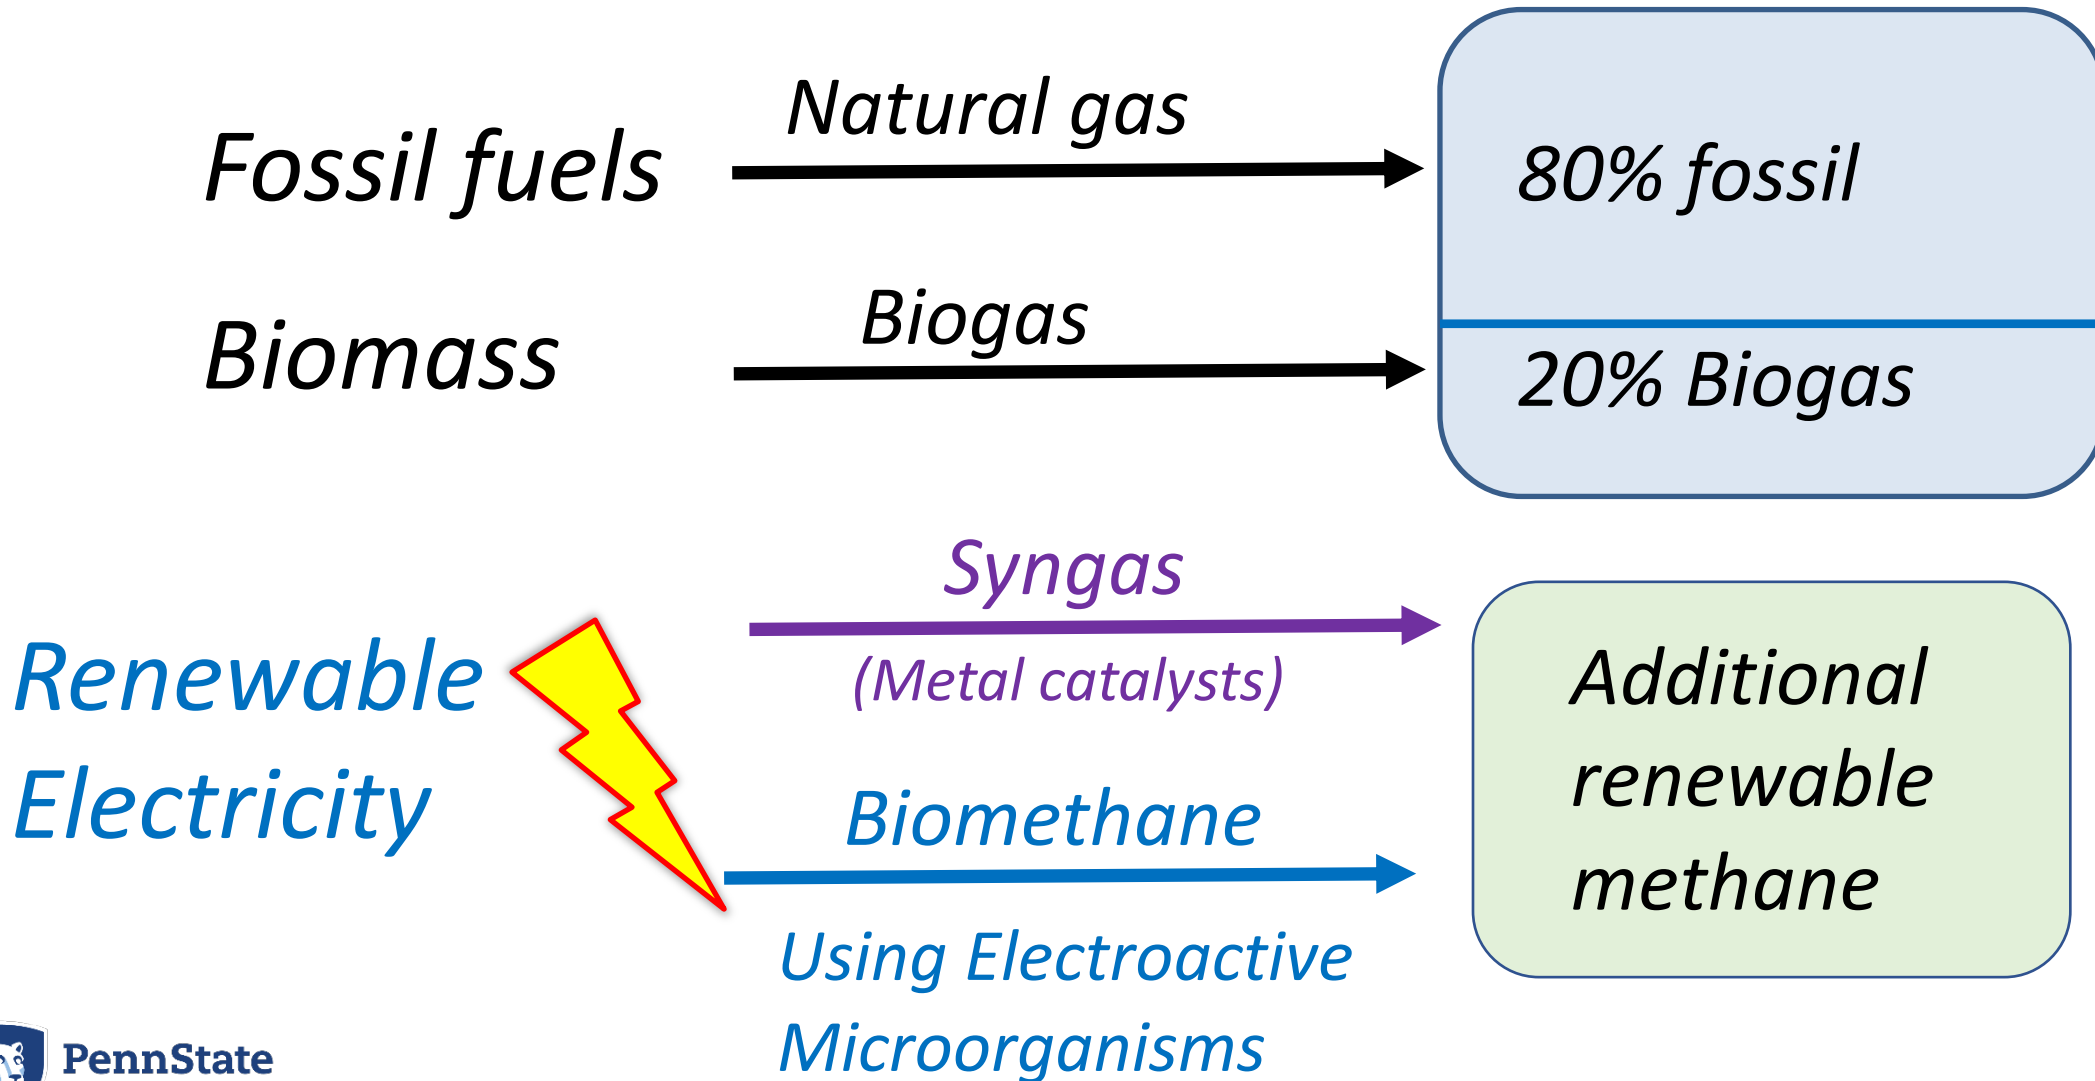 Natural gas
Fossil fuels
80% fossil
Biogas
Biomass
20% Biogas
Syngas
(Metal catalysts)
Renewable
Electricity
Biomethane
Using Electroactive
Microorganisms
Additional
renewable
methane
PennState